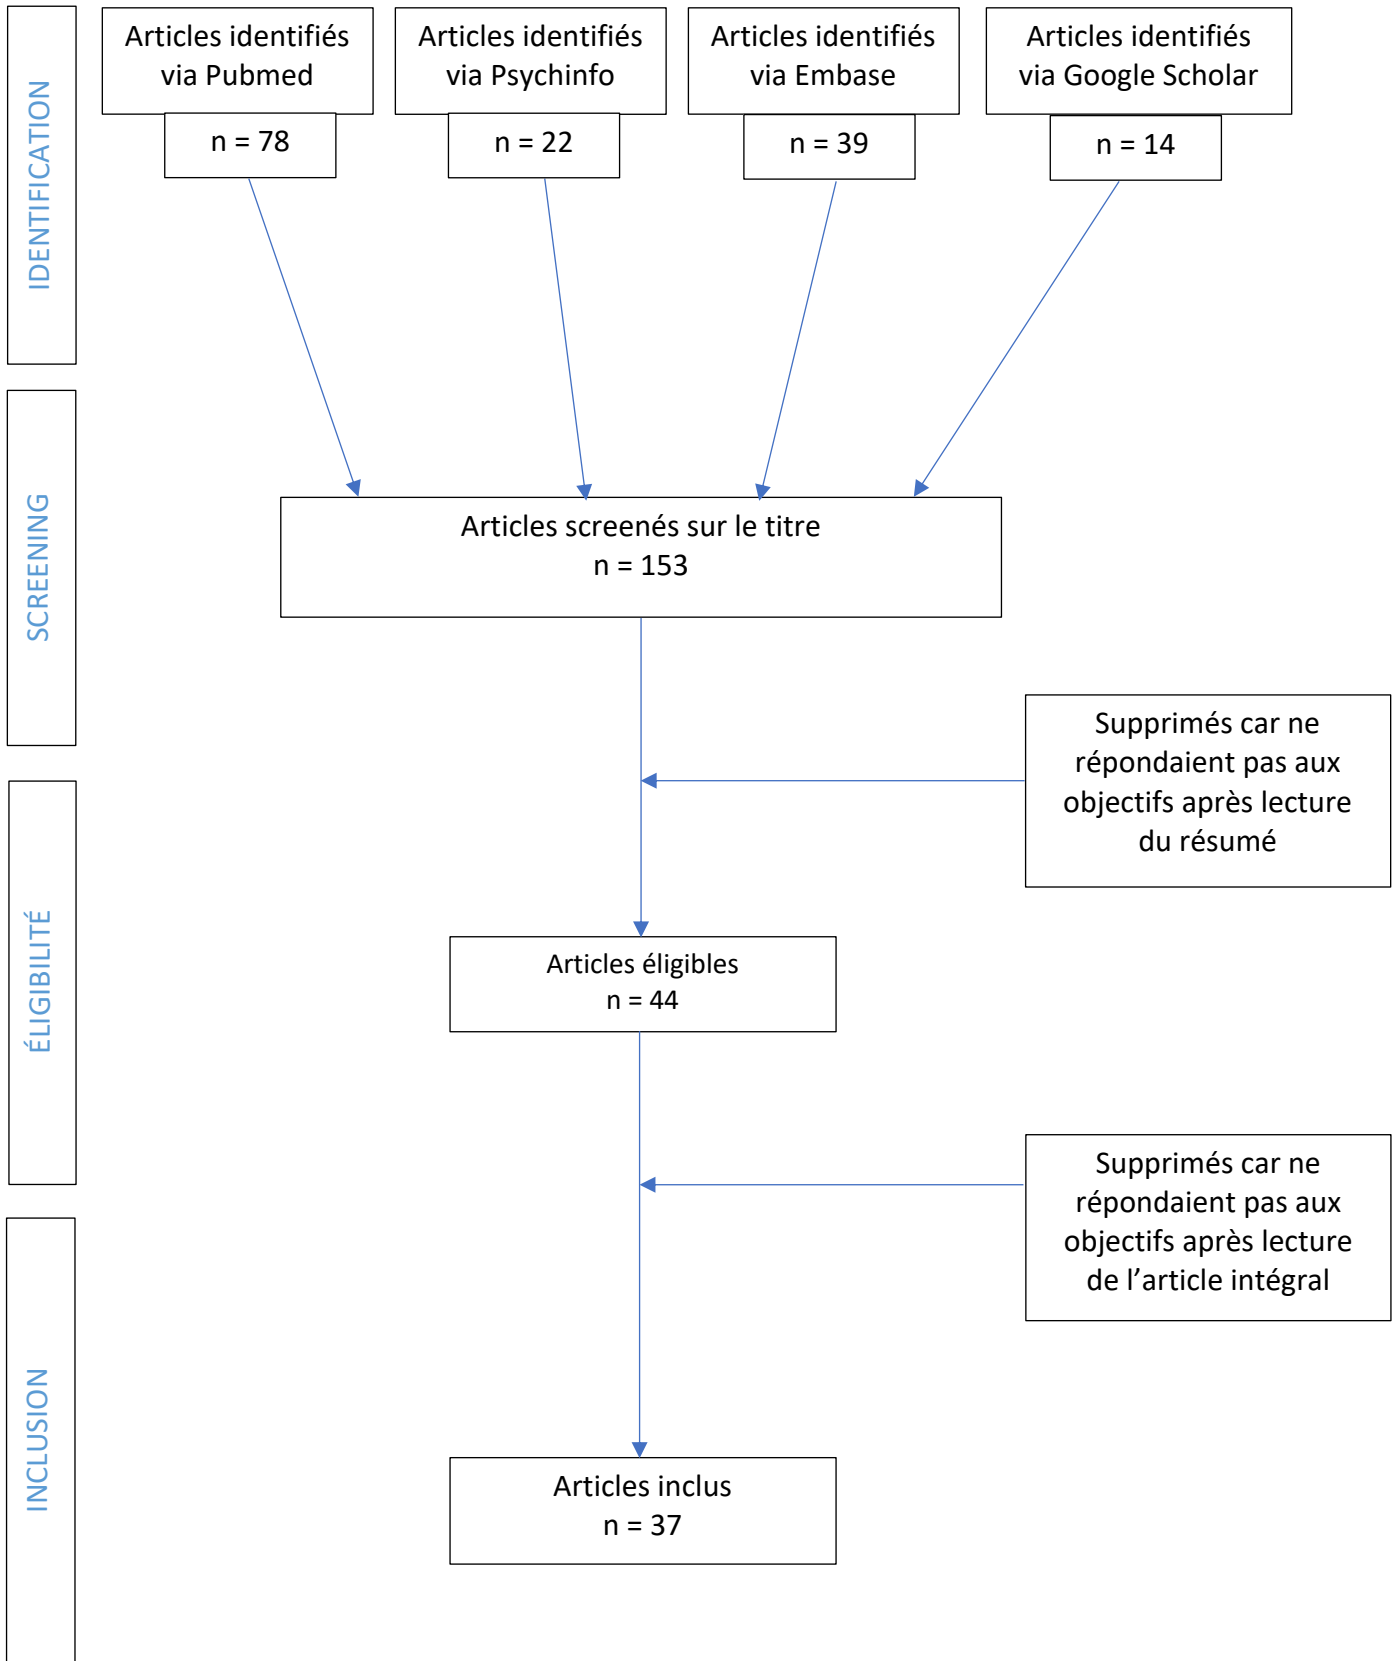 IDENTIFICATION
Articles identifiés
via Pubmed
n = 78
Articles identifiés
via Psychinfo
n = 22
Articles identifiés
via Embase
n = 39
Articles identifiés
via Google Scholar
n = 14
SCREENING
Articles screenés sur le titre
n = 153
Supprimés car ne
répondaient pas aux
objectifs après lecture
du résumé
ÉLIGIBILITÉ
Articles éligibles
n = 44
Supprimés car ne
répondaient pas aux
objectifs après lecture
de l’article intégral
INCLUSION
Articles inclus
n = 37